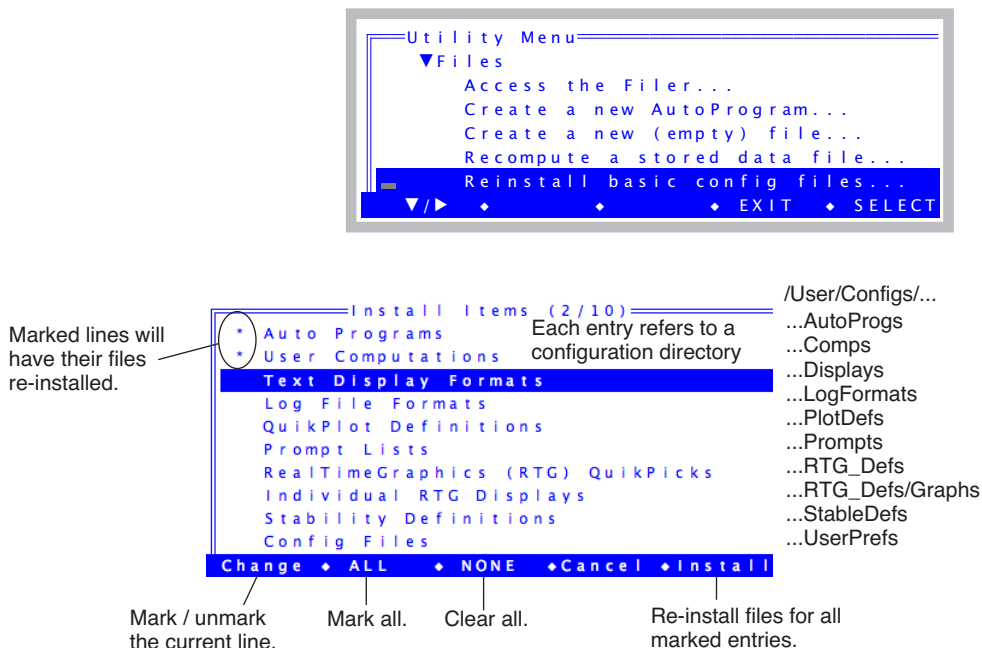 Utility Menu
▼Files
Access the Filer...
Create a new AutoProgram...
Create a new (empty) file...
Recompute a stored data file...
Reinstall basic config files...
▼/▶ ◆ ◆ ◆ EXIT ◆ SELECT
Marked lines will
have their files
re-installed.
Install Items (2/10)
* Auto Programs
* User Computations
Text Display Formats
Log File Formats
QuikPlot Definitions
Prompt Lists
RealTimeGraphics (RTG) QuikPicks
Individual RTG Displays
Stability Definitions
Config Files
Change ◆ ALL ◆ NONE ◆Cancel ◆Install
Each entry refers to a
configuration directory
/User/Configs/...
...AutoProgs
...Comps
...Displays
...LogFormats
...PlotDefs
...Prompts
...RTG_Defs
...RTG_Defs/Graphs
...StableDefs
...UserPrefs
Mark / unmark
the current line.
Mark all.
Clear all.
Re-install files for all
marked entries.